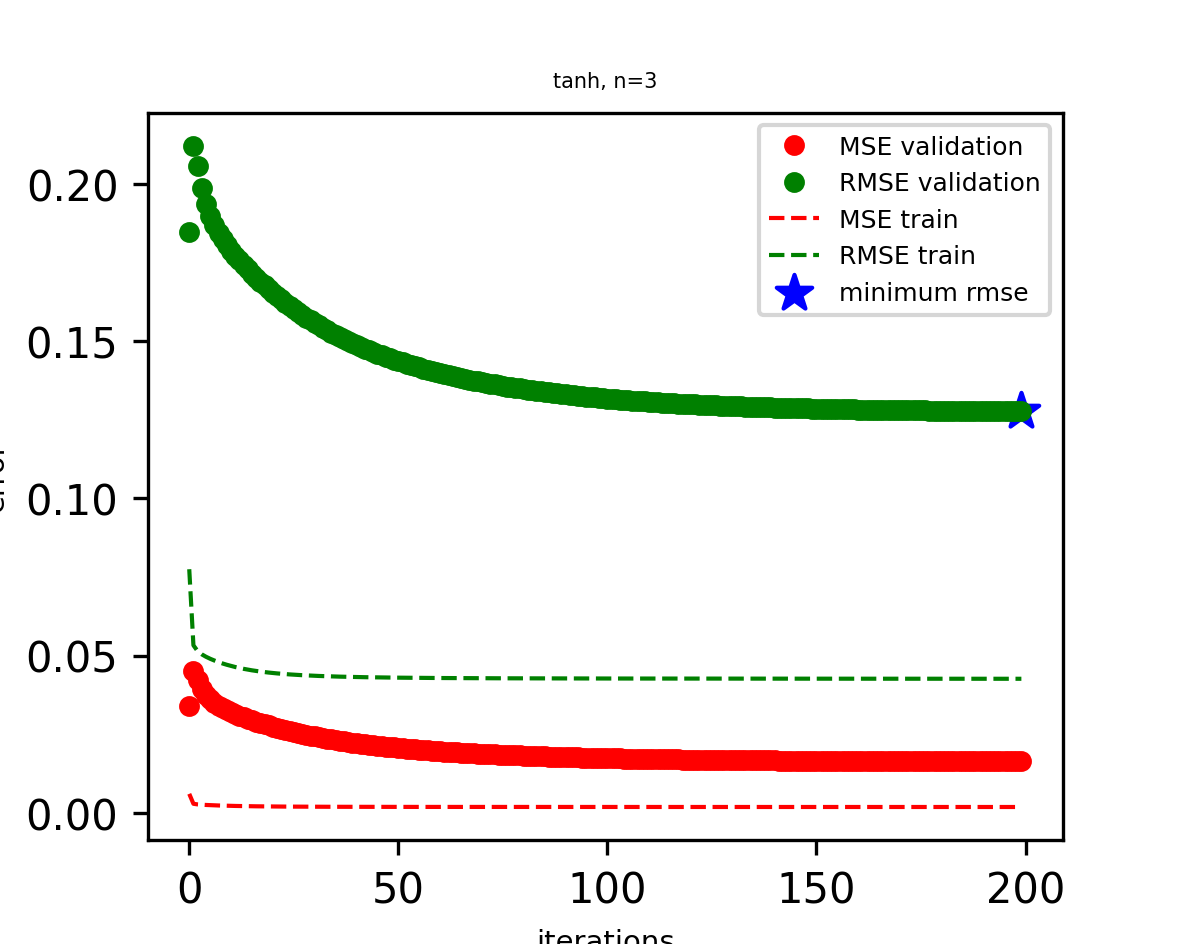 tanh, n=3
MSE validation
RMSE validation
MSE train
RMSE train
minimum rmse
0.20
0.15
0.10
0.05
0.00
0
50
100
150
200
iterations